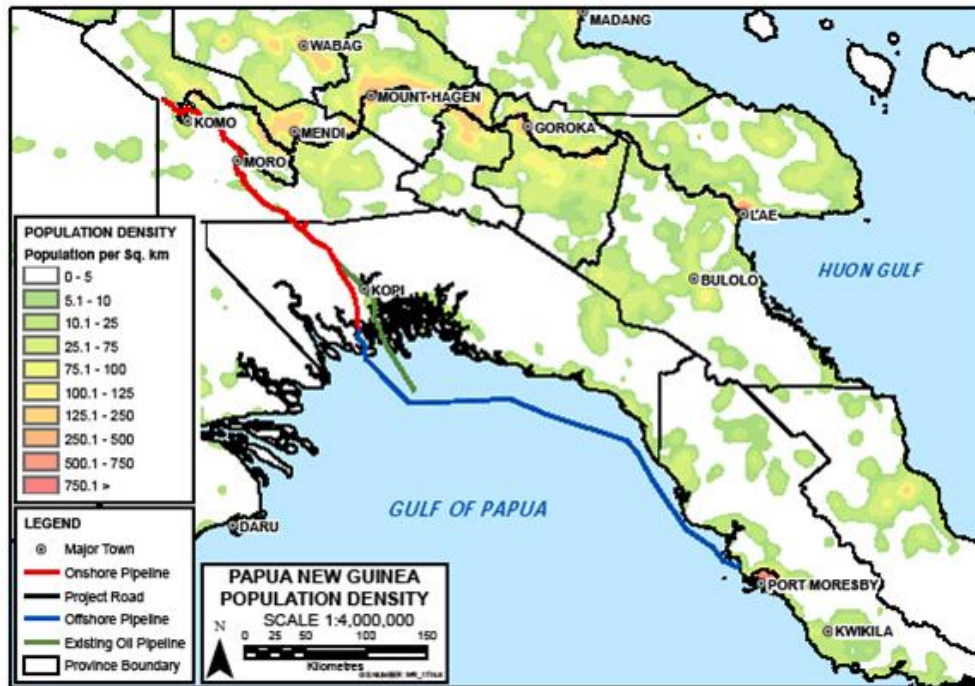 MADANG
WABAG
MOUNT HAGEN
KOMO
MENDI
GOROKA
MORO
LAE
BULOLO
HUON GULF
KOPI
GULF OF PAPUA
DARU
PORT MORESBY
KWIKILA
POPULATION DENSITY
Population per Sq. km
0 - 5
5.1 - 10
10.1 - 25
25.1 - 75
75.1 - 100
100.1 - 125
125.1 - 250
250.1 - 500
500.1 - 750
750.1 >
LEGEND
Major Town
Onshore Pipeline
Project Road
Offshore Pipeline
Existing Oil Pipeline
Province Boundary
PAPUA NEW GUINEA
POPULATION DENSITY
SCALE 1:4,000,000
N
0 25 50 100 150
Kilometres